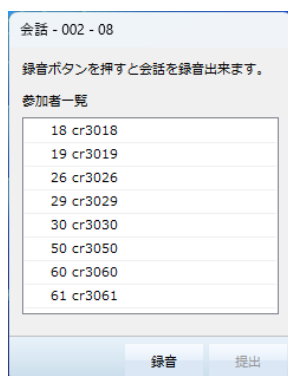 会話 - 002 - 08
録音ボタンを押すと会話を録音出来ます。
参加者一覧
18 cr3018
19 cr3019
26 cr3026
29 cr3029
30 cr3030
50 cr3050
60 cr3060
61 cr3061
録音 提出